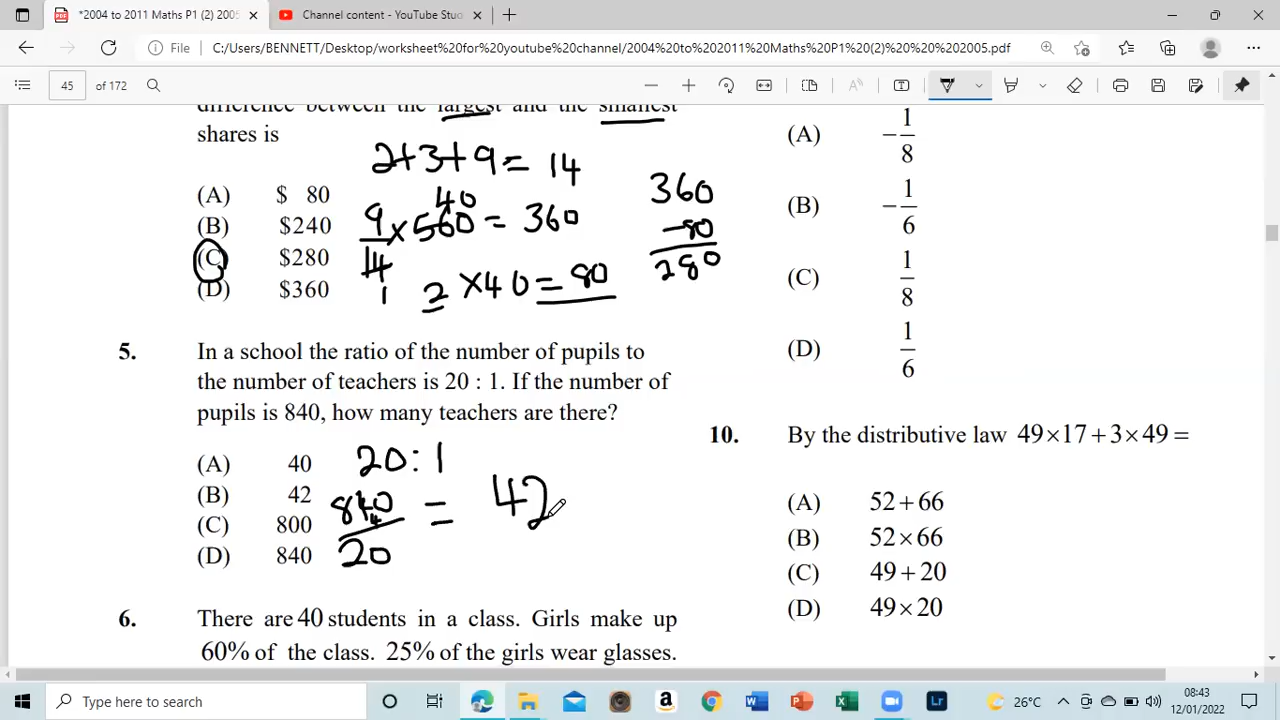 *2004 to 2011 Maths P1 (2) 2005
Channel content - YouTube Stu
File
C:/Users/BENNETT/Desktop/worksheet%20for%20youtube%20channel/2004%20to%202011%20Maths%20P1%20(2)%20%20%202005.pdf
45 of 172
difference between the largest and the smallest
shares is
(A) $ 80
(B) $240
(C) $280
(D) $360
2+3+9=14
40
9 × 560 = 360
14
1
2 ×40 = 80
360
-80
280
5. In a school the ratio of the number of pupils to
the number of teachers is 20 : 1. If the number of
pupils is 840, how many teachers are there?
(A) 40
(B) 42
(C) 800
(D) 840
20:1
840 = 42
4
20
6. There are 40 students in a class. Girls make up
60% of the class. 25% of the girls wear glasses.
(A) -1/8
(B) -1/6
(C) 1/8
(D) 1/6
10. By the distributive law 49×17+3×49 =
(A) 52+66
(B) 52×66
(C) 49+20
(D) 49×20
Type here to search
a
Lr
26°C
08:43
12/01/2022